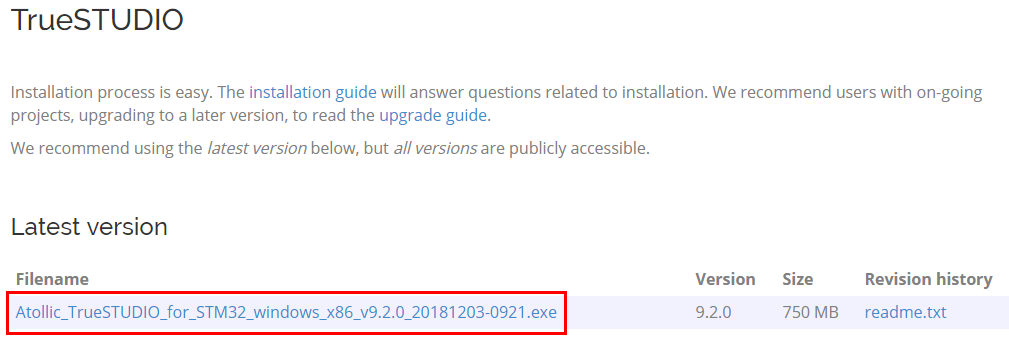 TrueSTUDIO
Installation process is easy. The installation guide will answer questions related to installation. We recommend users with on-going
projects, upgrading to a later version, to read the upgrade guide.
We recommend using the latest version below, but all versions are publicly accessible.
Latest version
Filename Version Size Revision history
Atollic_TrueSTUDIO_for_STM32_windows_x86_v9.2.0_20181203-0921.exe 9.2.0 750 MB readme.txt